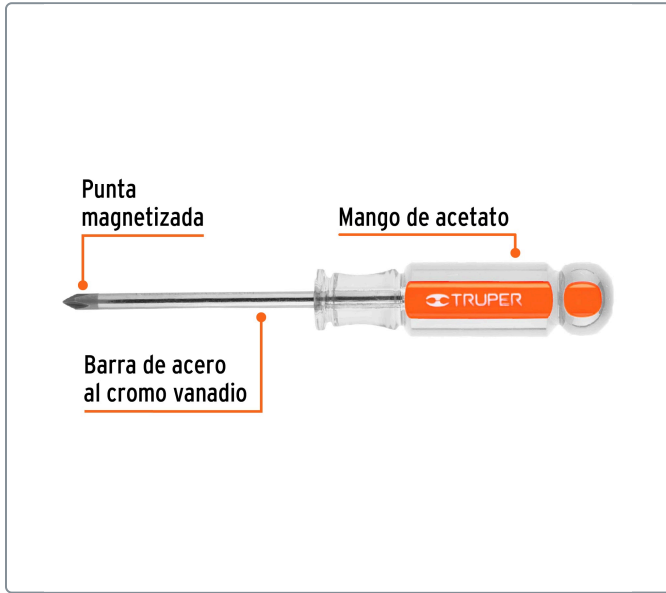 Punta
magnetizada
Mango de acetato
TRUPER
Barra de acero
al cromo vanadio